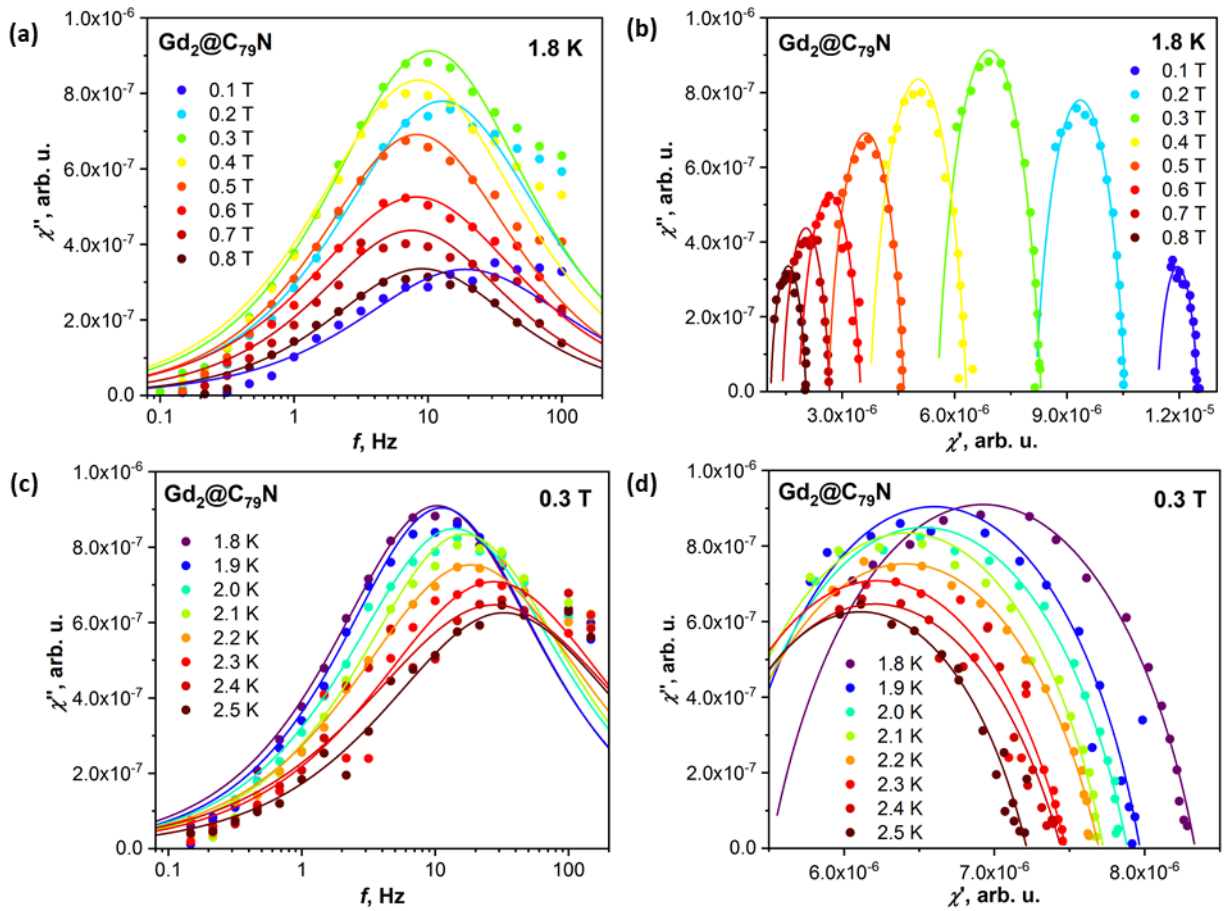 (a)
Gd₂@C₇₉N
1.8 K
0.1 T
0.2 T
0.3 T
0.4 T
0.5 T
0.6 T
0.7 T
0.8 T
1.0x10⁻⁶
8.0x10⁻⁷
6.0x10⁻⁷
4.0x10⁻⁷
2.0x10⁻⁷
0.0
χ'', arb. u.
0.1
1
10
100
f, Hz
(b)
Gd₂@C₇₉N
1.8 K
0.1 T
0.2 T
0.3 T
0.4 T
0.5 T
0.6 T
0.7 T
0.8 T
1.0x10⁻⁶
8.0x10⁻⁷
6.0x10⁻⁷
4.0x10⁻⁷
2.0x10⁻⁷
0.0
χ'', arb. u.
3.0x10⁻⁶
6.0x10⁻⁶
9.0x10⁻⁶
1.2x10⁻⁵
χ', arb. u.
(c)
Gd₂@C₇₉N
0.3 T
1.8 K
1.9 K
2.0 K
2.1 K
2.2 K
2.3 K
2.4 K
2.5 K
1.0x10⁻⁶
8.0x10⁻⁷
6.0x10⁻⁷
4.0x10⁻⁷
2.0x10⁻⁷
0.0
χ'', arb. u.
0.1
1
10
100
f, Hz
(d)
Gd₂@C₇₉N
0.3 T
1.8 K
1.9 K
2.0 K
2.1 K
2.2 K
2.3 K
2.4 K
2.5 K
1.0x10⁻⁶
8.0x10⁻⁷
6.0x10⁻⁷
4.0x10⁻⁷
2.0x10⁻⁷
0.0
χ'', arb. u.
6.0x10⁻⁶
7.0x10⁻⁶
8.0x10⁻⁶
χ', arb. u.